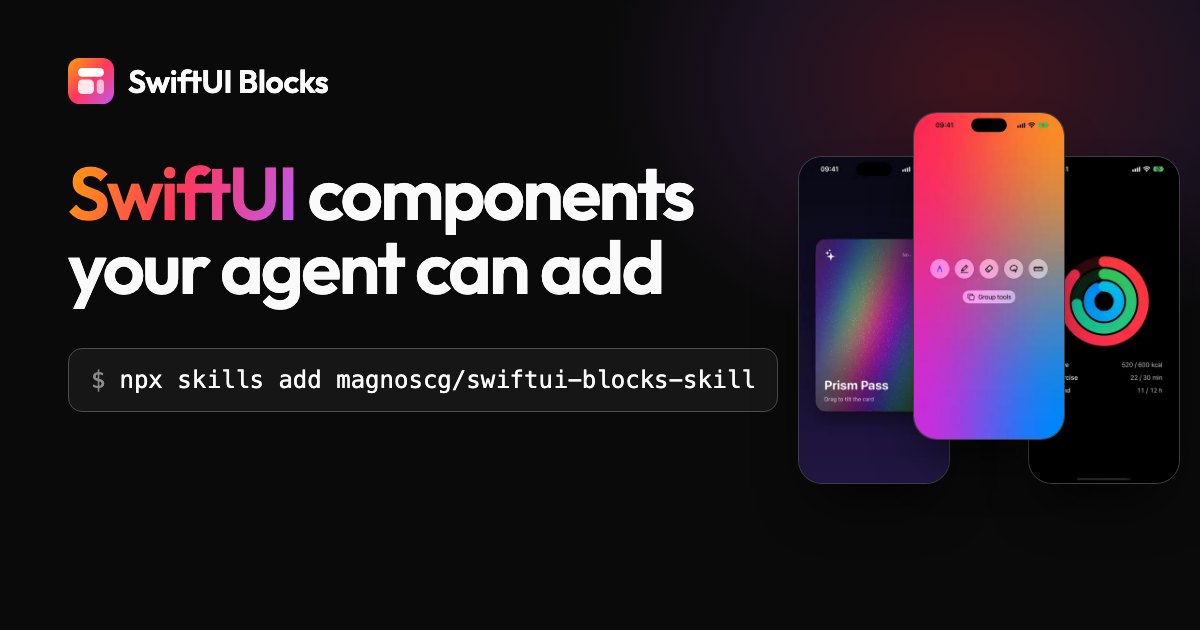 SwiftUI Blocks
SwiftUI components
your agent can add
$ npx skills add magnoscg/swiftui-blocks-skill
09:41
09:41
Group tools
Prism Pass
Drag to tilt the card
520 / 600 kcal
22 / 30 min
11 / 12 h